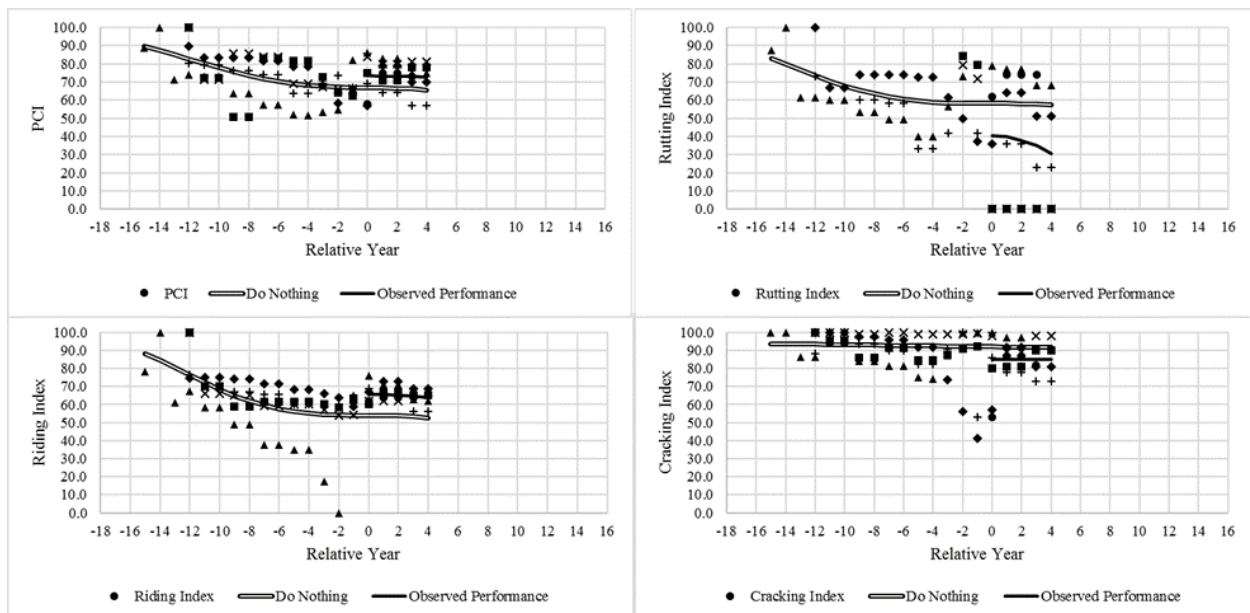 100.0
90.0
80.0
70.0
60.0
50.0
40.0
30.0
20.0
10.0
0.0
PCI
-18 -16 -14 -12 -10 -8 -6 -4 -2 0 2 4 6 8 10 12 14 16
Relative Year
PCI Do Nothing Observed Performance
100.0
90.0
80.0
70.0
60.0
50.0
40.0
30.0
20.0
10.0
0.0
Rutting Index
-18 -16 -14 -12 -10 -8 -6 -4 -2 0 2 4 6 8 10 12 14 16
Relative Year
Rutting Index Do Nothing Observed Performance
100.0
90.0
80.0
70.0
60.0
50.0
40.0
30.0
20.0
10.0
0.0
Riding Index
-18 -16 -14 -12 -10 -8 -6 -4 -2 0 2 4 6 8 10 12 14 16
Relative Year
Riding Index Do Nothing Observed Performance
100.0
90.0
80.0
70.0
60.0
50.0
40.0
30.0
20.0
10.0
0.0
Cracking Index
-18 -16 -14 -12 -10 -8 -6 -4 -2 0 2 4 6 8 10 12 14 16
Relative Year
Cracking Index Do Nothing Observed Performance